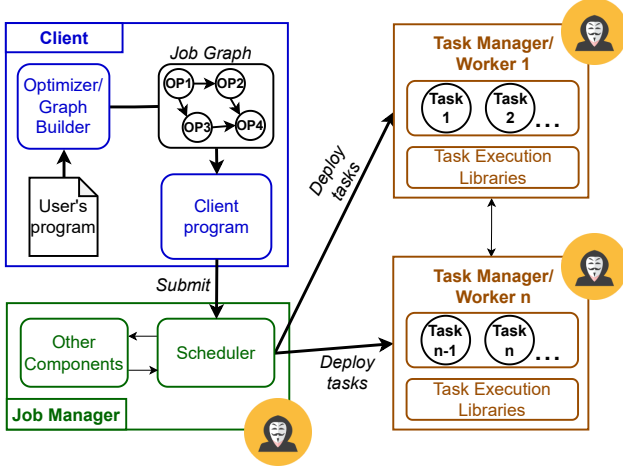 Client
Job Graph
Optimizer/
Graph
Builder
OP1
OP2
OP3
OP4
User's
program
Client
program
Submit
Other
Components
Scheduler
Job Manager
Deploy
tasks
Deploy
tasks
Task Manager/
Worker 1
Task
1
Task
2
...
Task Execution
Libraries
Task Manager/
Worker n
Task
n-1
Task
n
...
Task Execution
Libraries